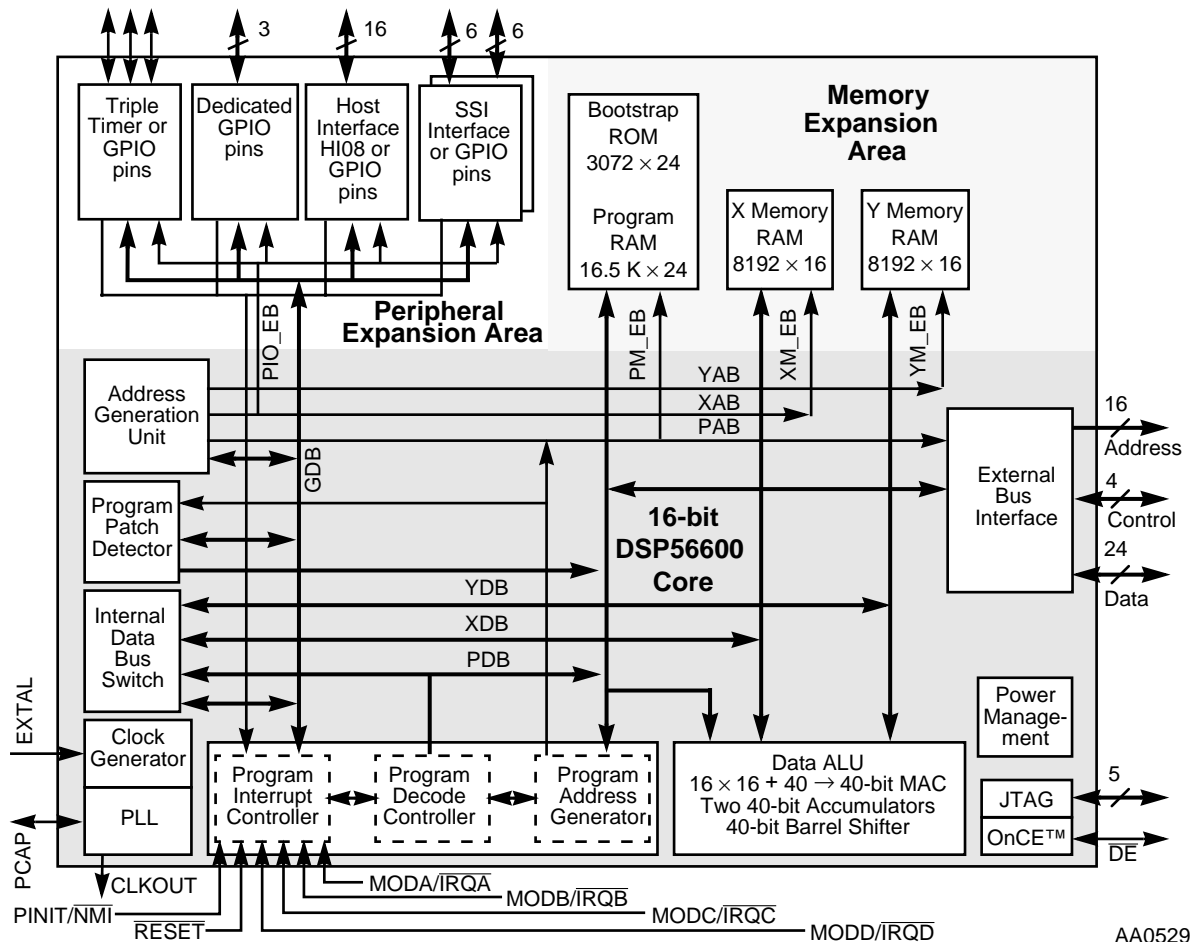 3
16
6
6
Triple
Timer or
GPIO
pins
Dedicated
GPIO
pins
Host
Interface
HI08 or
GPIO
pins
SSI
Interface
or GPIO
pins
Bootstrap
ROM
3072 × 24
Program
RAM
16.5 K × 24
Memory
Expansion
Area
X Memory
RAM
8192 × 16
Y Memory
RAM
8192 × 16
Peripheral
Expansion Area
PIO_EB
PM_EB
XM_EB
YM_EB
Address
Generation
Unit
YAB
XAB
PAB
GDB
External
Bus
Interface
16
Address
4
Control
24
Data
Program
Patch
Detector
16-bit
DSP56600
Core
Internal
Data
Bus
Switch
YDB
XDB
PDB
EXTAL
Clock
Generator
PLL
PCAP
CLKOUT
Program
Interrupt
Controller
Program
Decode
Controller
Program
Address
Generator
Data ALU
16 × 16 + 40 → 40-bit MAC
Two 40-bit Accumulators
40-bit Barrel Shifter
Power
Manage-
ment
JTAG
5
OnCE™
DE
PINIT/NMI
RESET
MODA/IRQA
MODB/IRQB
MODC/IRQC
MODD/IRQD
AA0529